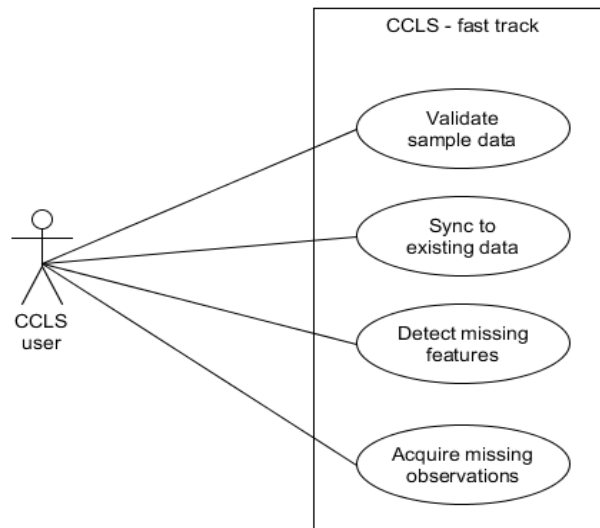 CCLS - fast track
Validate
sample data
Sync to
existing data
CCLS
user
Detect missing
features
Acquire missing
observations